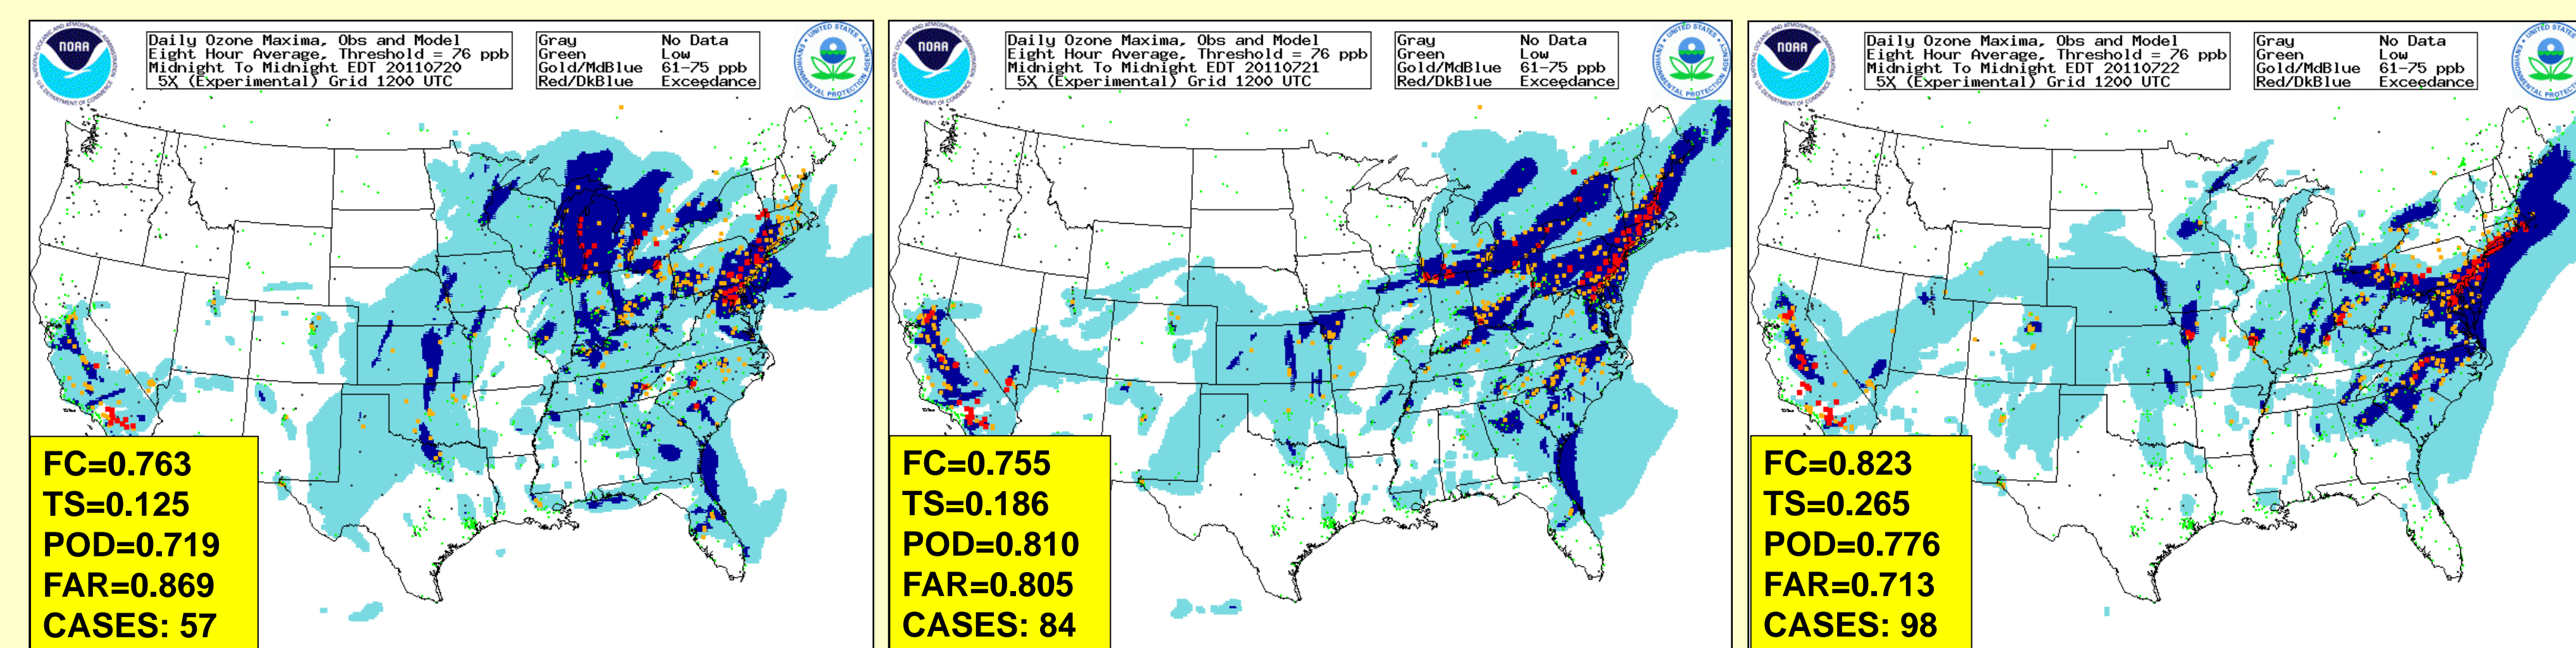 Daily Ozone Maxima, Obs and Model
Eight Hour Average, Threshold = 76 ppb
Midnight To Midnight EDT 20110720
5X (Experimental) Grid 1200 UTC
Gray No Data
Green Low
Gold/MdBlue 61-75 ppb
Red/DkBlue Exceedance
NOAA
FC=0.763
TS=0.125
POD=0.719
FAR=0.869
CASES: 57
Daily Ozone Maxima, Obs and Model
Eight Hour Average, Threshold = 76 ppb
Midnight To Midnight EDT 20110721
5X (Experimental) Grid 1200 UTC
Gray No Data
Green Low
Gold/MdBlue 61-75 ppb
Red/DkBlue Exceedance
NOAA
FC=0.755
TS=0.186
POD=0.810
FAR=0.805
CASES: 84
Daily Ozone Maxima, Obs and Model
Eight Hour Average, Threshold = 76 ppb
Midnight To Midnight EDT 20110722
5X (Experimental) Grid 1200 UTC
Gray No Data
Green Low
Gold/MdBlue 61-75 ppb
Red/DkBlue Exceedance
NOAA
FC=0.823
TS=0.265
POD=0.776
FAR=0.713
CASES: 98